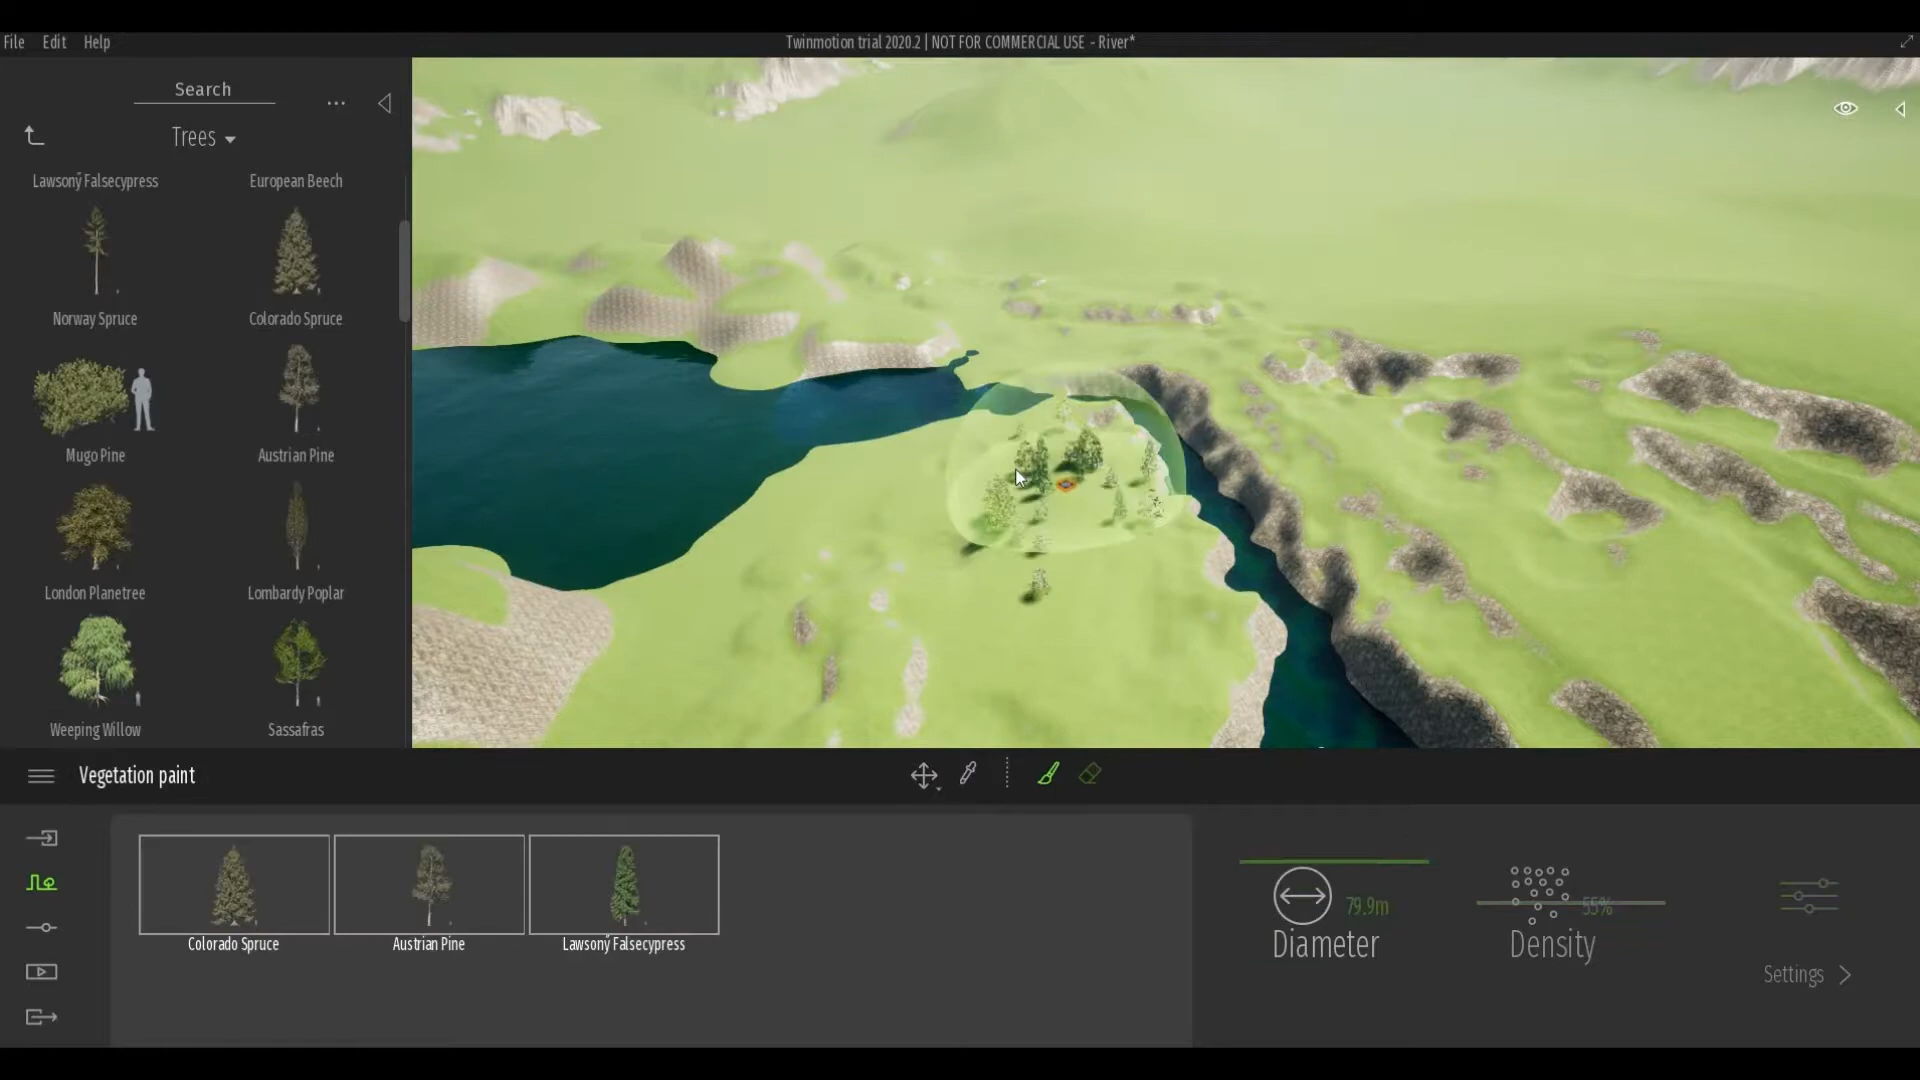 File Edit Help
Twinmotion trial 2020.2 | NOT FOR COMMERCIAL USE - River*
Search
...
Trees
Lawsony Falsecypress European Beech
Norway Spruce Colorado Spruce
Mugo Pine Austrian Pine
London Planetree Lombardy Poplar
Weeping Willow Sassafras
Vegetation paint
Colorado Spruce Austrian Pine Lawsony Falsecypress
79.9m
Diameter
55%
Density
Settings